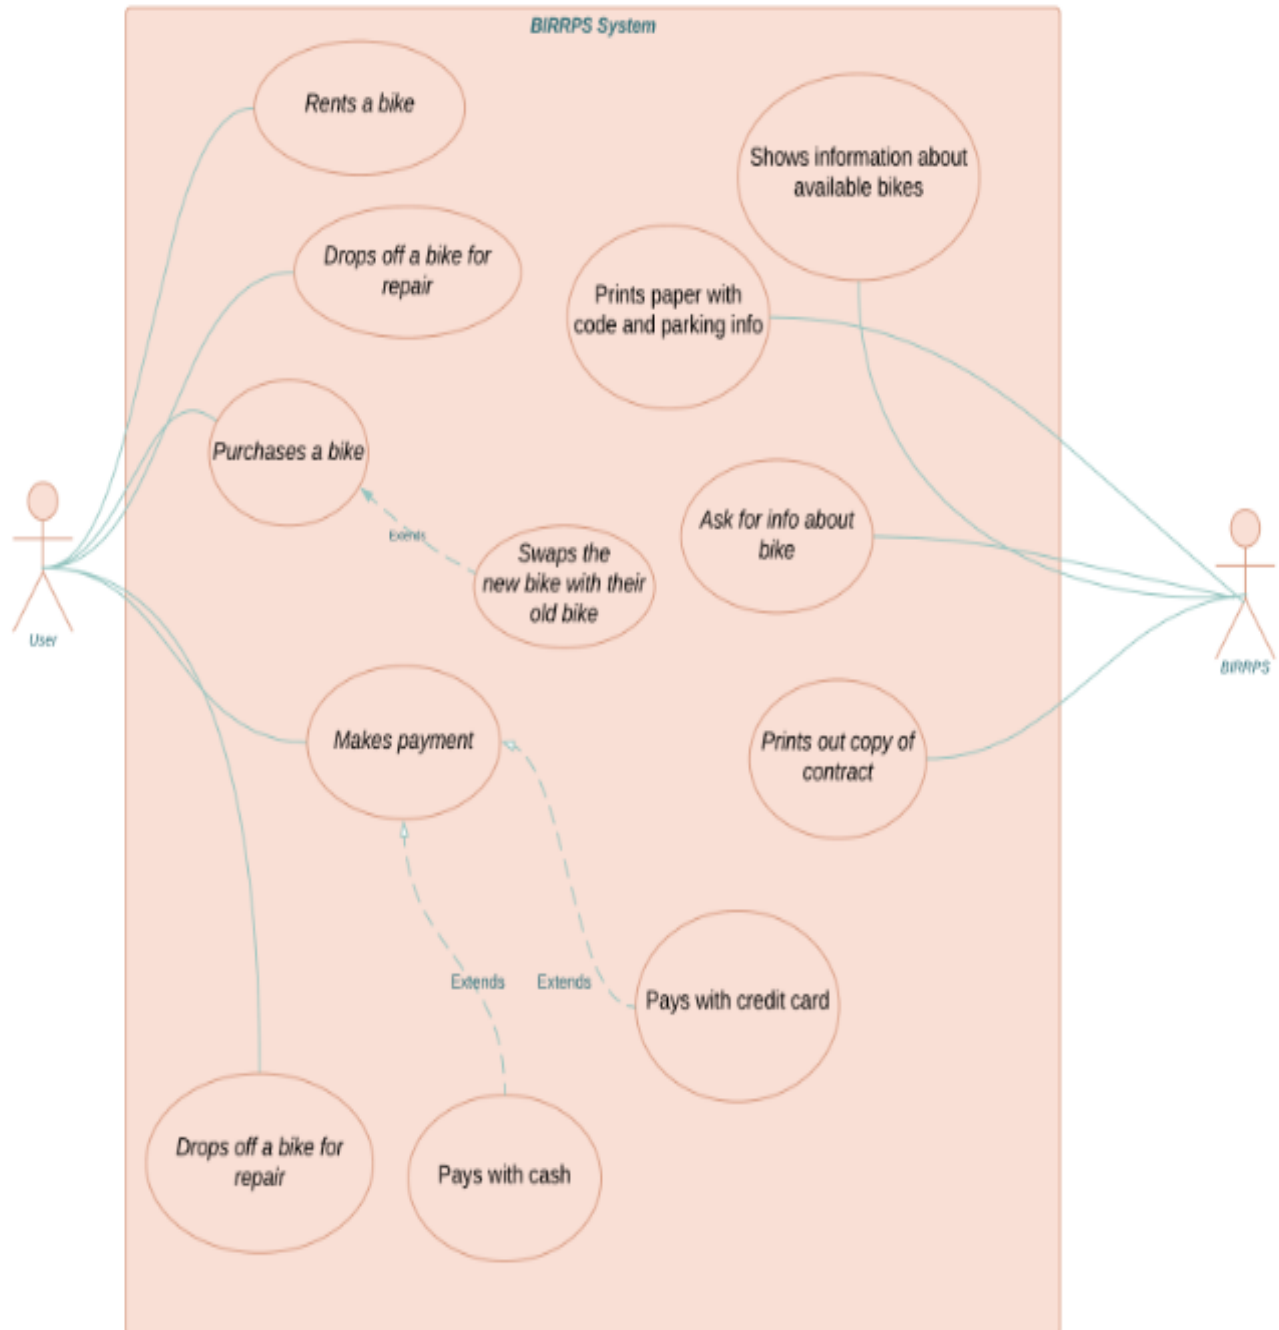 BIRRPS System
Rents a bike
Shows information about
available bikes
Drops off a bike for
repair
Prints paper with
code and parking info
Purchases a bike
Extends
Ask for info about
bike
Swaps the
new bike with their
old bike
User
BIRRPS
Makes payment
Prints out copy of
contract
Extends
Extends
Pays with credit card
Drops off a bike for
repair
Pays with cash